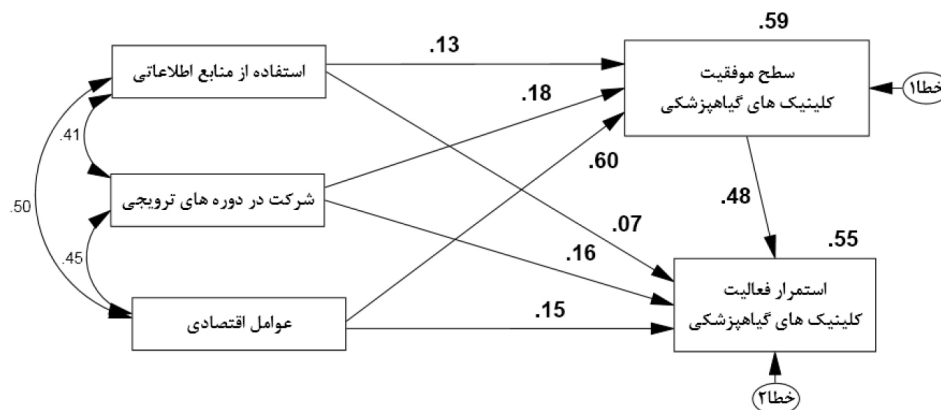 .59
.13
استفاده از منابع اطلاعاتی
سطح موفقیت
کلینیک های گیاهپزشکی
خطا۱
.18
.41
.60
شرکت در دوره های ترویجی
.50
.48
.07
.45
.16
.55
عوامل اقتصادی
.15
استمرار فعالیت
کلینیک های گیاهپزشکی
خطا۲